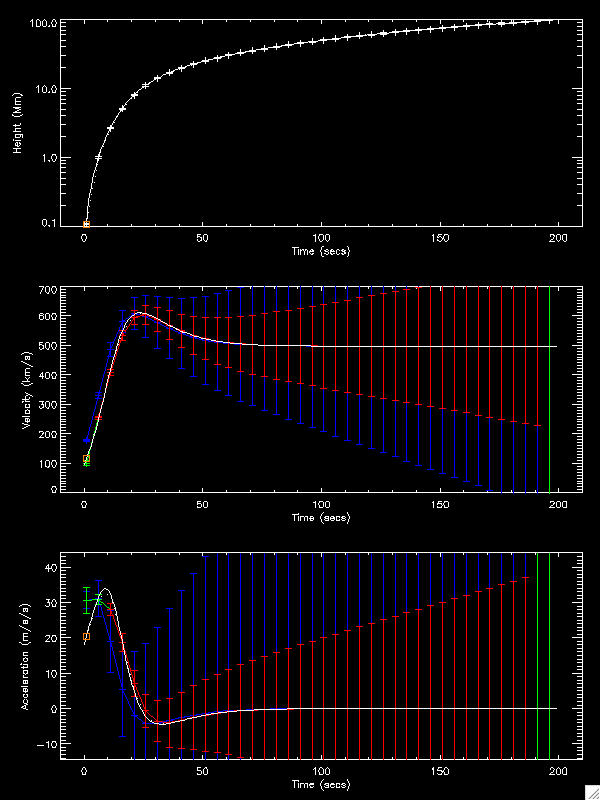 100.0
10.0
1.0
0.1
Height (Mm)
0 50 100 150 200
Time (secs)
700
600
500
400
300
200
100
0
Velocity (km/s)
0 50 100 150 200
Time (secs)
40
30
20
10
0
-10
Acceleration (m/s/s)
0 50 100 150 200
Time (secs)